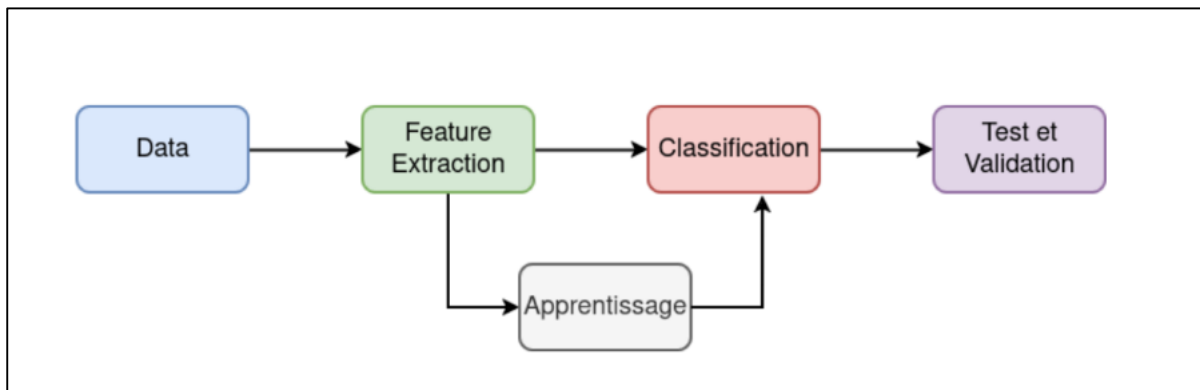 Data
Feature
Extraction
Classification
Test et
Validation
Apprentissage